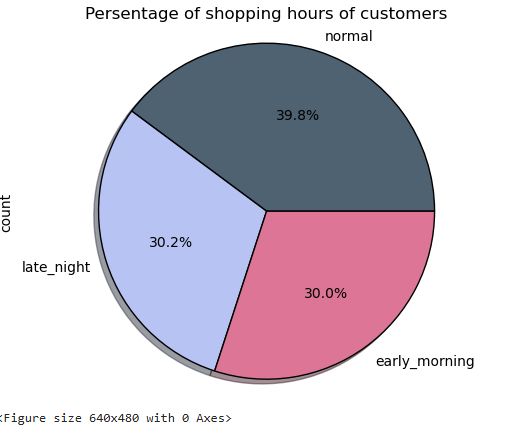 Persentage of shopping hours of customers
normal
39.8%
count
30.2%
late_night
30.0%
early_morning
<Figure size 640x480 with 0 Axes>